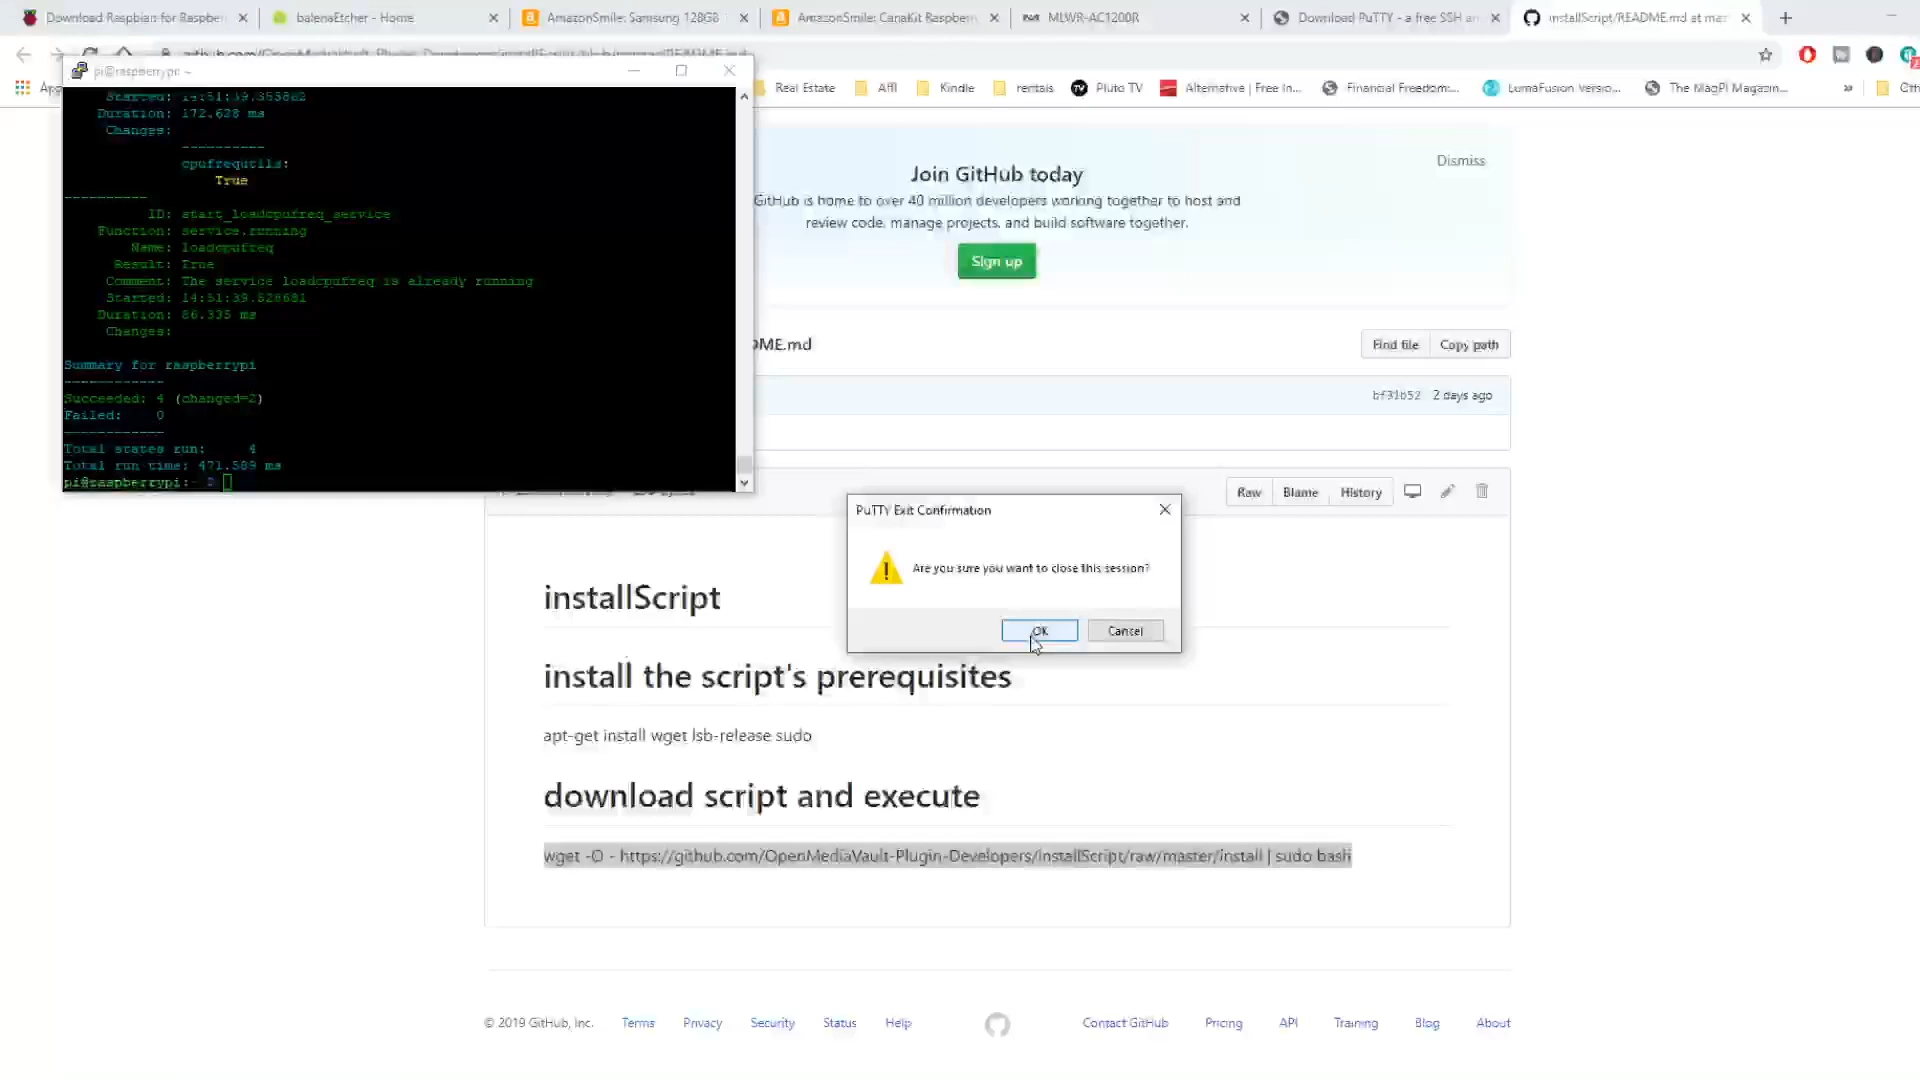 Download Raspbian for Raspber
balenaEtcher - Home
AmazonSmile: Samsung 128GB
AmazonSmile: CanaKit Raspberr
MLWR-AC1200R
Download PuTTY - a free SSH an
installScript/README.md at mas
pi@raspberrypi: ~
Real Estate
Affl
Kindle
rentals
Pluto TV
Alternative | Free In...
Financial Freedom:...
LumaFusion Versio...
The MagPi Magazin...
»
Oth
Duration: 172.628 ms
Changes:
----------
cpufrequtils:
True
----------
ID: start_loadcpufreq_service
Function: service.running
Name: loadcpufreq
Result: True
Comment: The service loadcpufreq is already running
Started: 14:51:39.528681
Duration: 86.335 ms
Changes:
Summary for raspberrypi
------------
Succeeded: 4 (changed=2)
Failed: 0
------------
Total states run: 4
Total run time: 471.589 ms
pi@raspberrypi:
Join GitHub today
Dismiss
GitHub is home to over 40 million developers working together to host and
review code, manage projects, and build software together.
Sign up
DME.md
Find file
Copy path
bf31b52 2 days ago
Raw
Blame
History
PuTTY Exit Confirmation
Are you sure you want to close this session?
OK
Cancel
installScript
install the script's prerequisites
apt-get install wget lsb-release sudo
download script and execute
wget -O - https://github.com/OpenMediaVault-Plugin-Developers/installScript/raw/master/install | sudo bash
© 2019 GitHub, Inc.
Terms
Privacy
Security
Status
Help
Contact GitHub
Pricing
API
Training
Blog
About